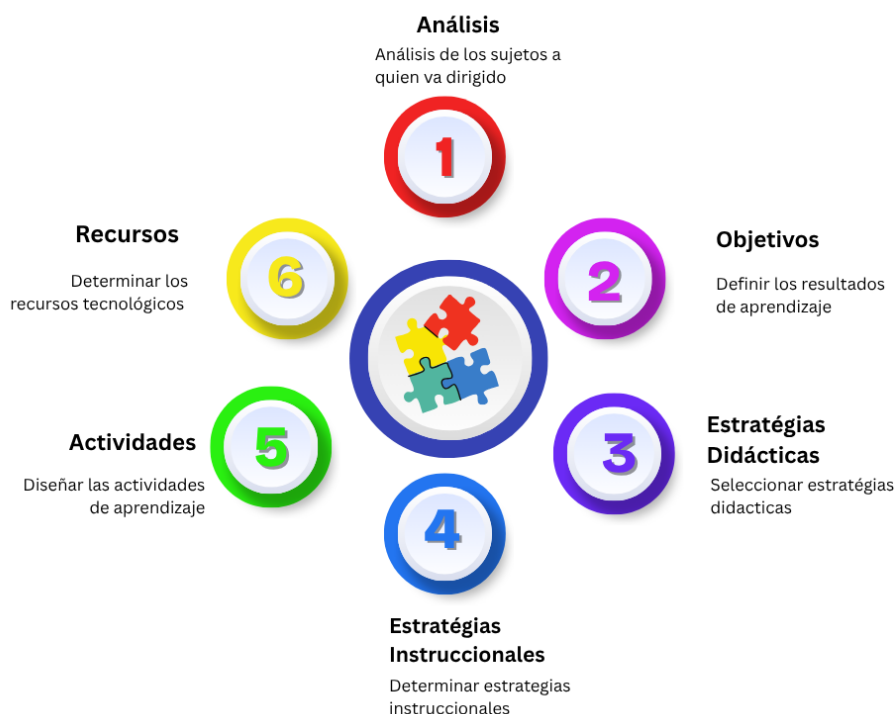 Análisis
Análisis de los sujetos a
quien va dirigido
1
Objetivos
Definir los resultados
de aprendizaje
2
Estratégias
Didácticas
Seleccionar estratégias
didacticas
3
4
Estratégias
Instruccionales
Determinar estrategias
instruccionales
Actividades
Diseñar las actividades
de aprendizaje
5
Recursos
Determinar los
recursos tecnológicos
6